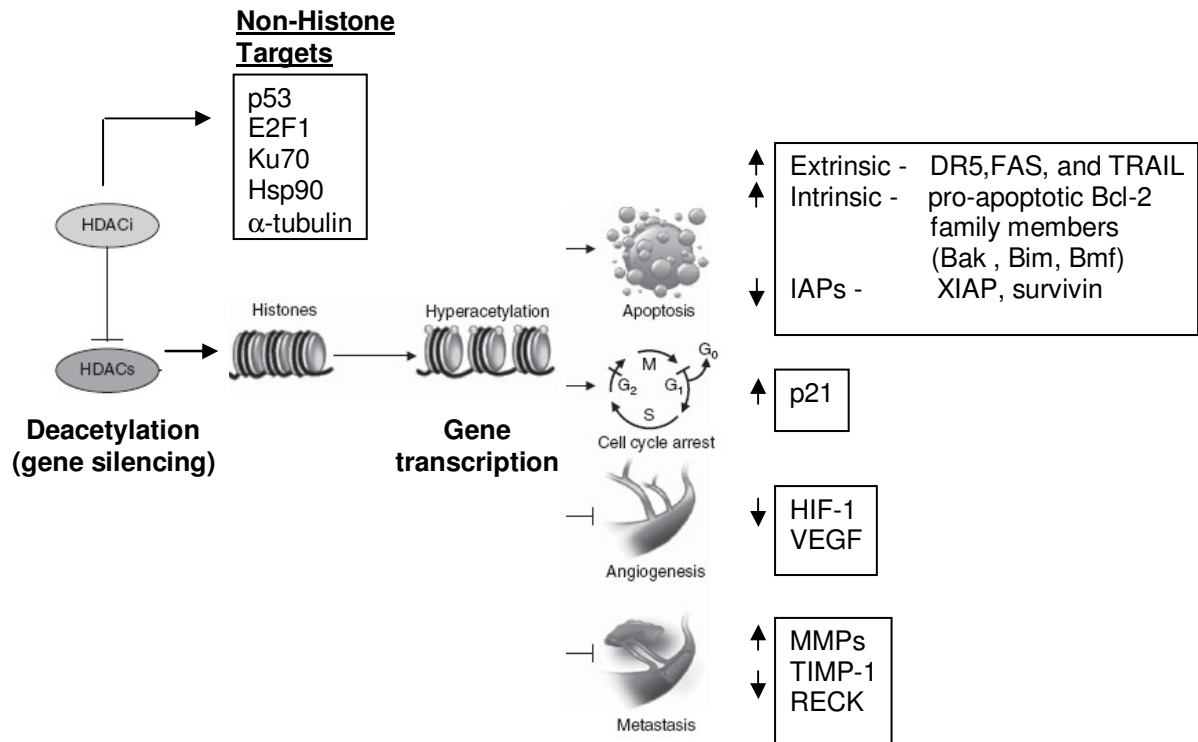 Non-Histone
Targets
p53
E2F1
Ku70
Hsp90
α-tubulin
HDACi
HDACs
Deacetylation
(gene silencing)
Histones
Hyperacetylation
Gene
transcription
Apoptosis
Extrinsic - DR5,FAS, and TRAIL
Intrinsic - pro-apoptotic Bcl-2
family members
(Bak , Bim, Bmf)
IAPs - XIAP, survivin
M
G0
G2
G1
S
Cell cycle arrest
p21
Angiogenesis
HIF-1
VEGF
Metastasis
MMPs
TIMP-1
RECK